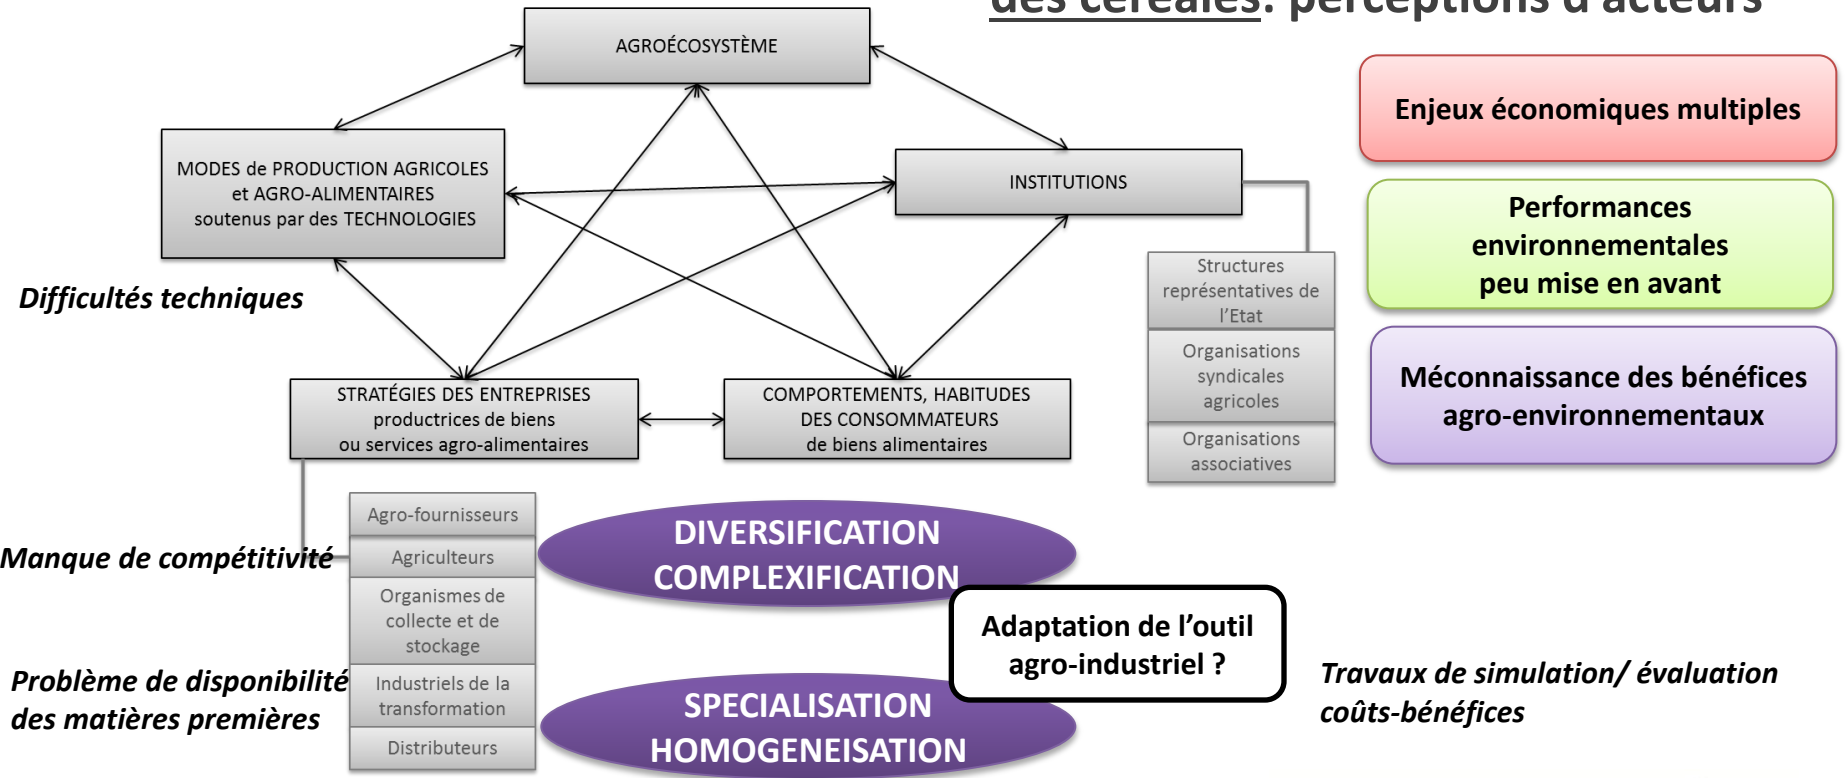 des céréales: perceptions d'acteurs
AGROÉCOSYSTÈME
MODES de PRODUCTION AGRICOLES
et AGRO-ALIMENTAIRES
soutenus par des TECHNOLOGIES
INSTITUTIONS
Enjeux économiques multiples
Performances
environnementales
peu mise en avant
Méconnaissance des bénéfices
agro-environnementaux
Structures
représentatives de
l'Etat
Organisations
syndicales
agricoles
Organisations
associatives
Difficultés techniques
STRATÉGIES DES ENTREPRISES
productrices de biens
ou services agro-alimentaires
COMPORTEMENTS, HABITUDES
DES CONSOMMATEURS
de biens alimentaires
Agro-fournisseurs
Agriculteurs
Organismes de
collecte et de
stockage
Industriels de la
transformation
Distributeurs
Manque de compétitivité
Problème de disponibilité
des matières premières
DIVERSIFICATION
COMPLEXIFICATION
Adaptation de l'outil
agro-industriel ?
SPECIALISATION
HOMOGENEISATION
Travaux de simulation/ évaluation
coûts-bénéfices